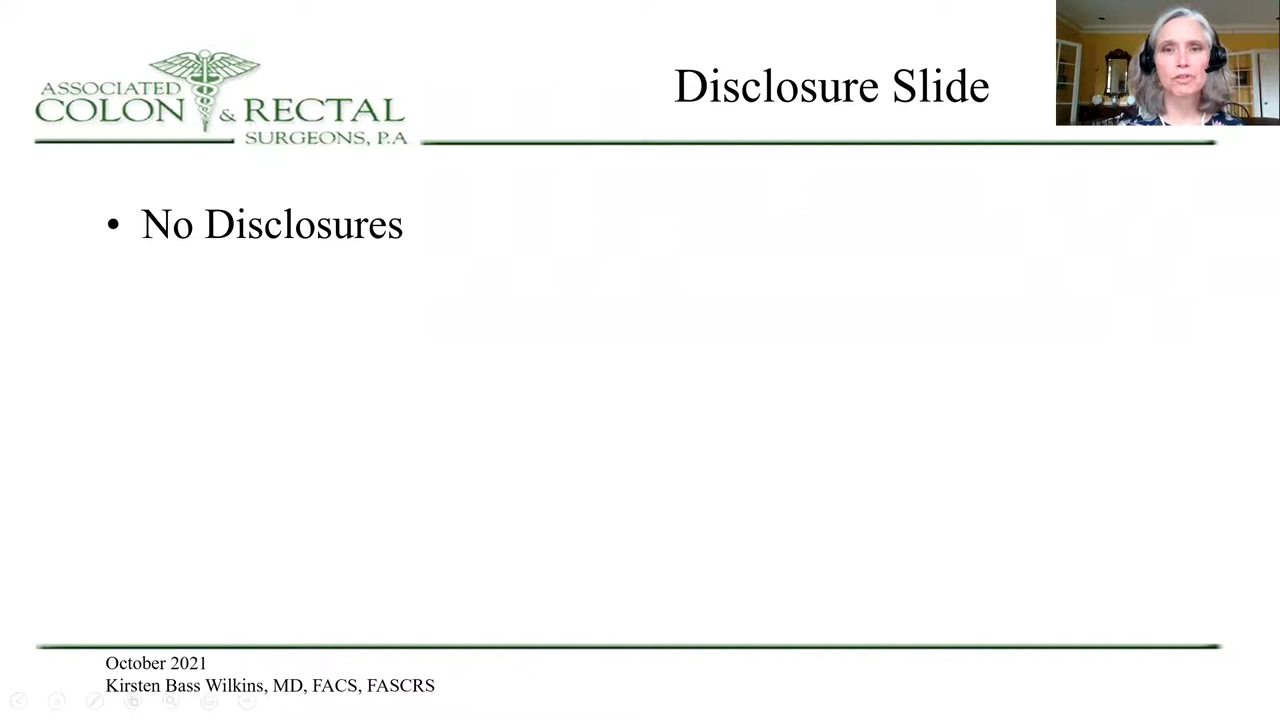 ASSOCIATED
COLON & RECTAL
SURGEONS, P.A
Disclosure Slide
• No Disclosures
October 2021
Kirsten Bass Wilkins, MD, FACS, FASCRS